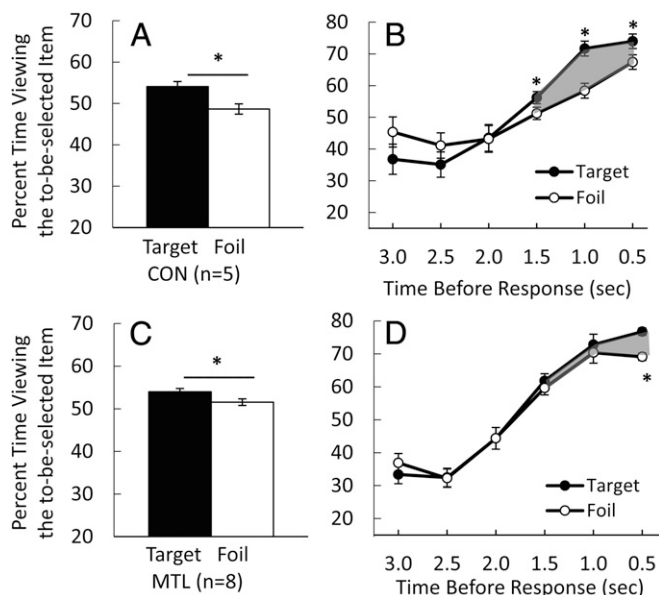 A
Percent Time Viewing
the to-be-selected Item
70
60
50
40
30
20
*
Target Foil
CON (n=5)
B
80
70
60
50
40
30
20
* * *
Target
Foil
3.0 2.5 2.0 1.5 1.0 0.5
Time Before Response (sec)
C
Percent Time Viewing
the to-be-selected Item
70
60
50
40
30
20
*
Target Foil
MTL (n=8)
D
80
70
60
50
40
30
20
*
Target
Foil
3.0 2.5 2.0 1.5 1.0 0.5
Time Before Response (sec)